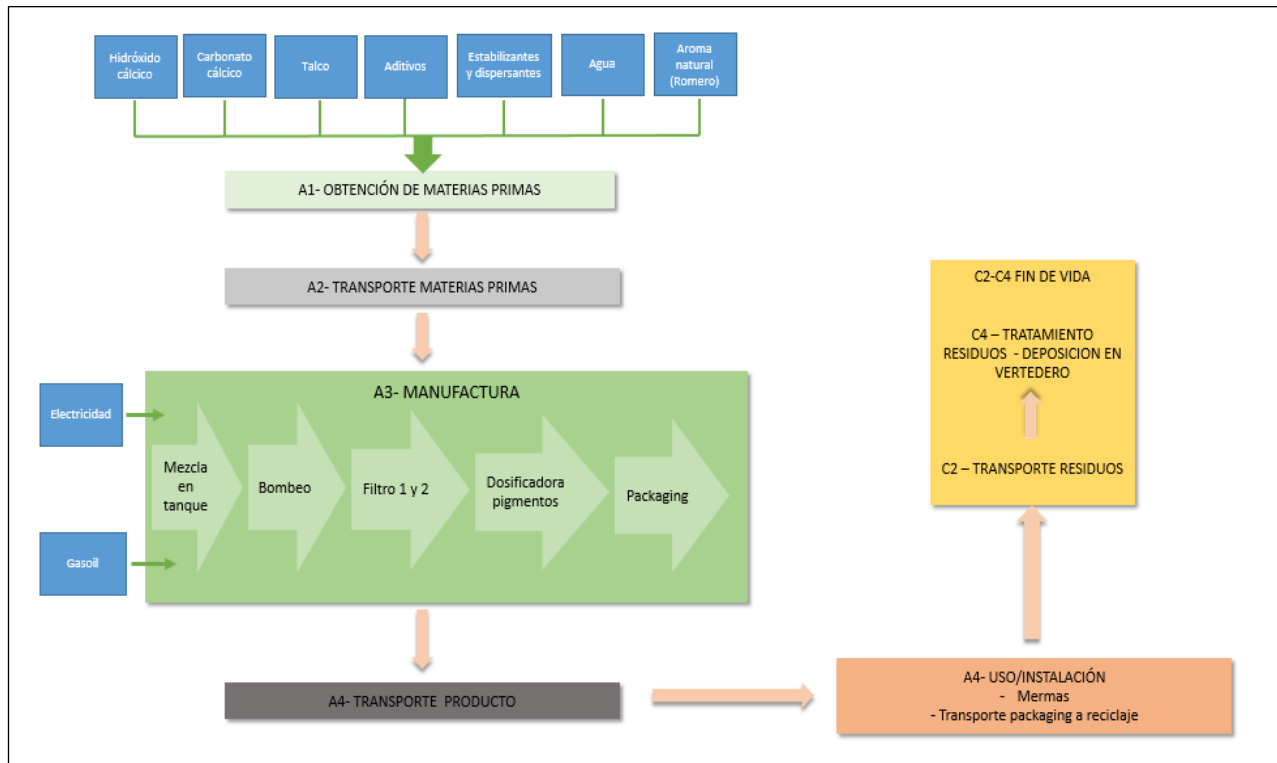 Hidróxido
cálcico
Carbonato
cálcico
Talco
Aditivos
Estabilizantes
y dispersantes
Agua
Aroma
natural
(Romero)
A1- OBTENCIÓN DE MATERIAS PRIMAS
A2- TRANSPORTE MATERIAS PRIMAS
A3- MANUFACTURA
Electricidad
Gasoil
Mezcla
en
tanque
Bombeo
Filtro 1 y 2
Dosificadora
pigmentos
Packaging
A4- TRANSPORTE PRODUCTO
A4- USO/INSTALACIÓN
- Mermas
- Transporte packaging a reciclaje
C2-C4 FIN DE VIDA
C4 – TRATAMIENTO
RESIDUOS - DEPOSICION EN
VERTEDERO
C2 – TRANSPORTE RESIDUOS